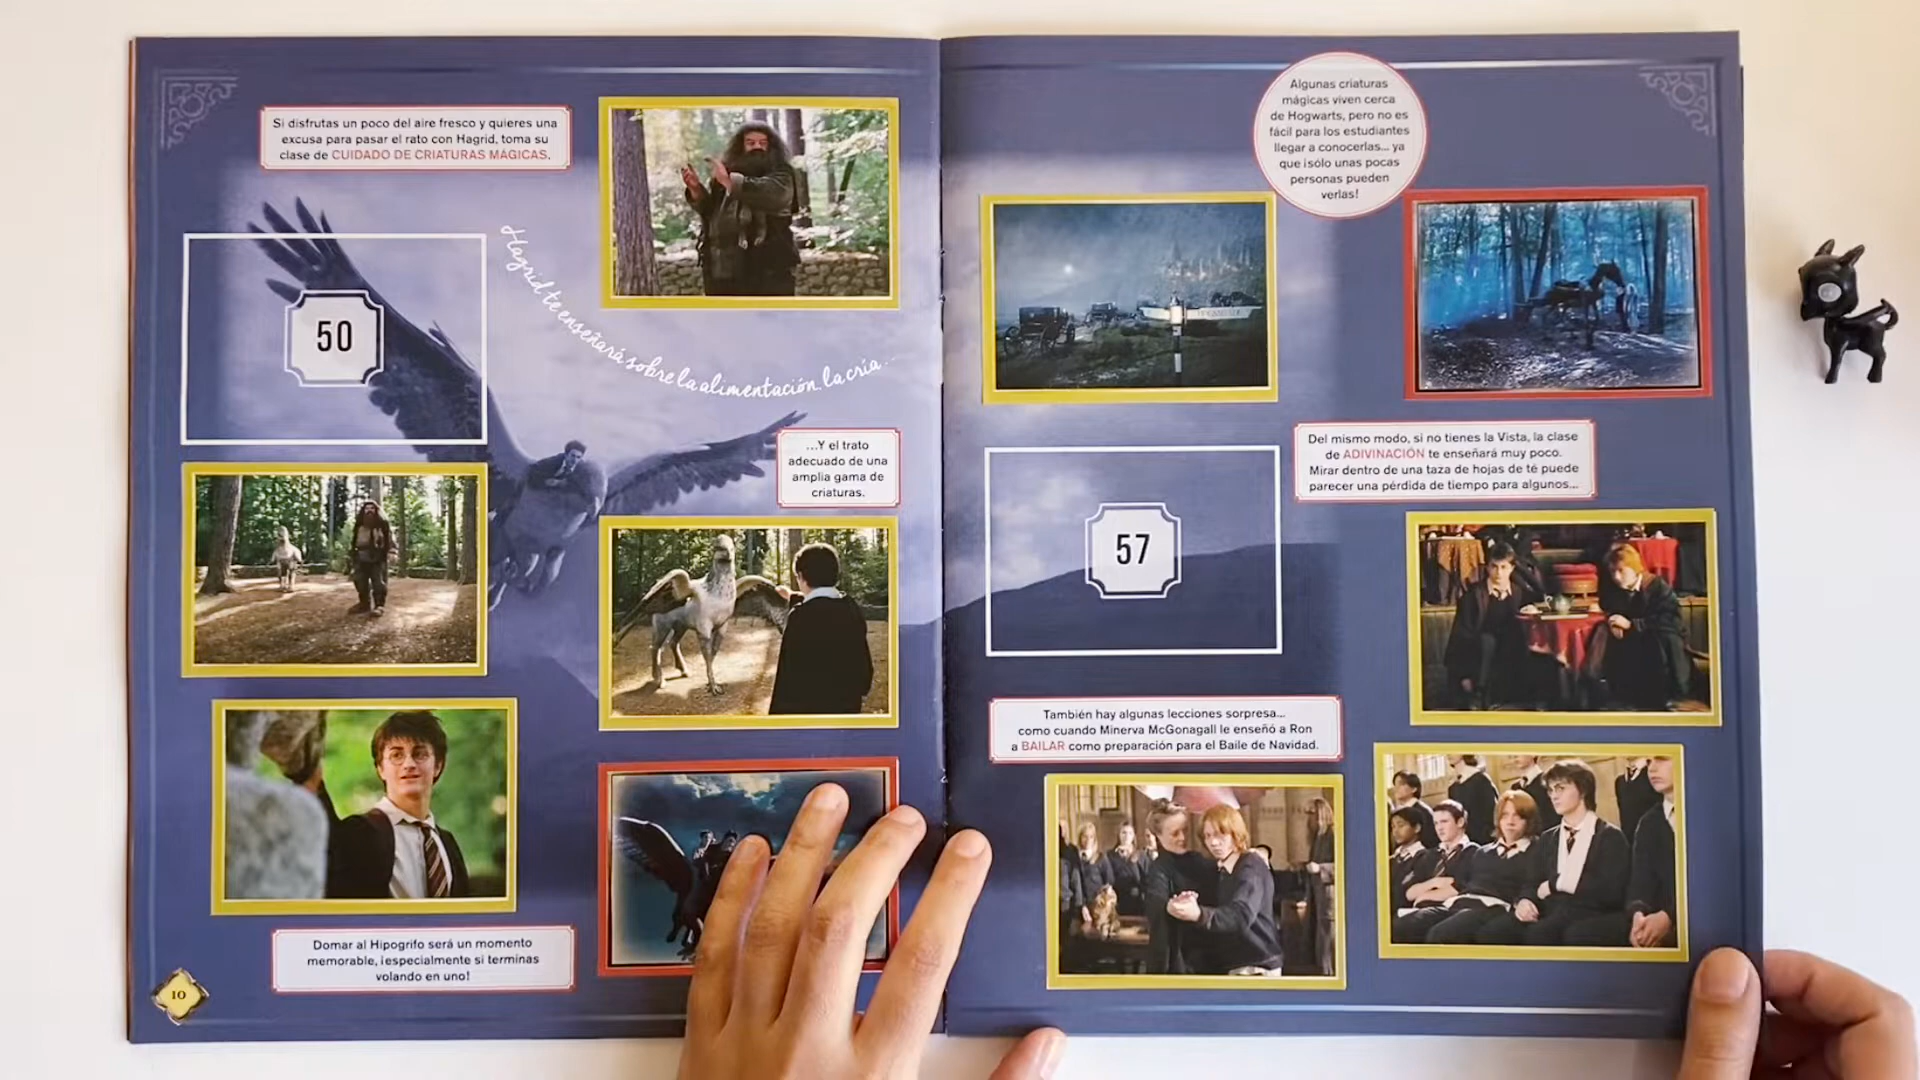 Si disfrutas un poco del aire fresco y quieres una
excusa para pasar el rato con Hagrid, toma su
clase de CUIDADO DE CRIATURAS MÁGICAS.
50
Hagrid te enseñará sobre la alimentación, la cría...
...Y el trato
adecuado de una
amplia gama de
criaturas.
Domar al Hipogrifo será un momento
memorable, ¡especialmente si terminas
volando en uno!
10
Algunas criaturas
mágicas viven cerca
de Hogwarts, pero no es
fácil para los estudiantes
llegar a conocerlas... ya
que ¡sólo unas pocas
personas pueden
verlas!
Del mismo modo, si no tienes la Vista, la clase
de ADIVINACIÓN te enseñará muy poco.
Mirar dentro de una taza de hojas de té puede
parecer una pérdida de tiempo para algunos...
57
También hay algunas lecciones sorpresa...
como cuando Minerva McGonagall le enseñó a Ron
a BAILAR como preparación para el Baile de Navidad.